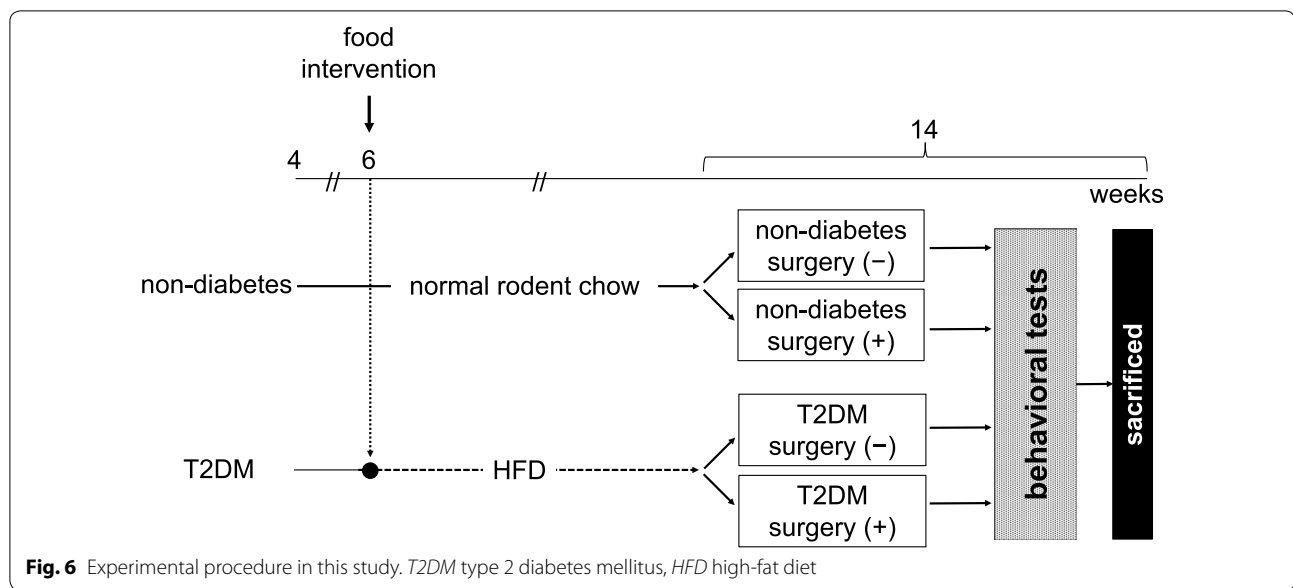 food
intervention
14
4 // 6 //
weeks
non-diabetes
normal rodent chow
non-diabetes
surgery (−)
non-diabetes
surgery (+)
T2DM
HFD
T2DM
surgery (−)
T2DM
surgery (+)
behavioral tests
sacrificed
Fig. 6 Experimental procedure in this study. T2DM type 2 diabetes mellitus, HFD high-fat diet